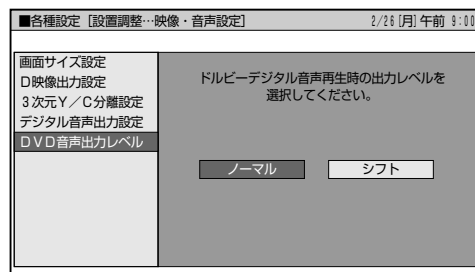 ■各種設定［設置調整…映像・音声設定］ 2/26［月］午前 9:00
画面サイズ設定
D映像出力設定
3次元Y／C分離設定
デジタル音声出力設定
DVD音声出力レベル
ドルビーデジタル音声再生時の出力レベルを
選択してください。
ノーマル シフト